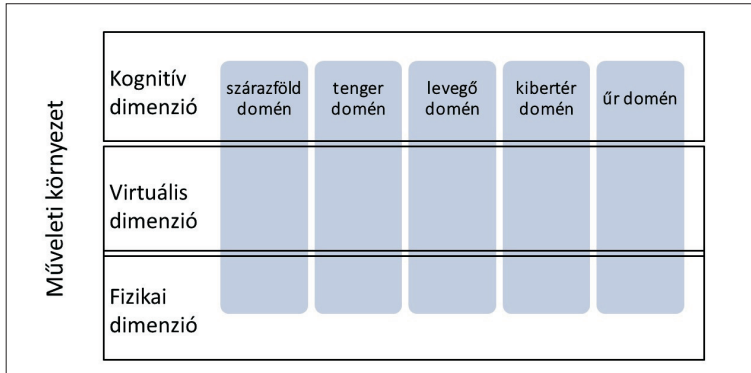 Műveleti környezet
Kognitív
dimenzió
szárazföld
domén
tenger
domén
levegő
domén
kibertér
domén
űr domén
Virtuális
dimenzió
Fizikai
dimenzió